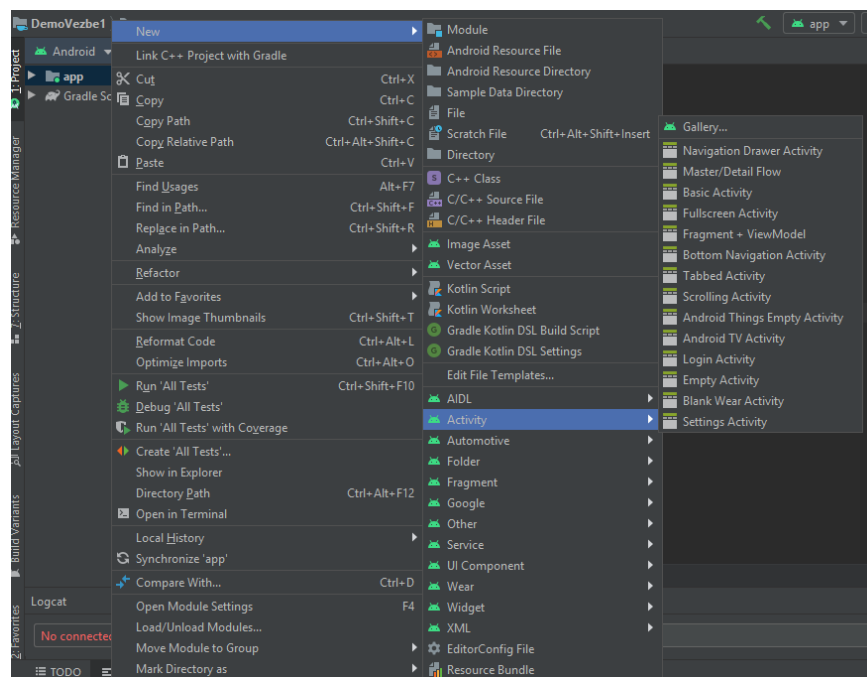 DemoVezbe1
app
Android
1: Project
app
Gradle Sc
Resource Manager
7: Structure
Layout Captures
Build Variants
2: Favorites
New
Link C++ Project with Gradle
Cut Ctrl+X
Copy Ctrl+C
Copy Path Ctrl+Shift+C
Copy Relative Path Ctrl+Alt+Shift+C
Paste Ctrl+V
Find Usages Alt+F7
Find in Path... Ctrl+Shift+F
Replace in Path... Ctrl+Shift+R
Analyze
Refactor
Add to Favorites
Show Image Thumbnails Ctrl+Shift+T
Reformat Code Ctrl+Alt+L
Optimize Imports Ctrl+Alt+O
Run 'All Tests' Ctrl+Shift+F10
Debug 'All Tests'
Run 'All Tests' with Coverage
Create 'All Tests'...
Show in Explorer
Directory Path Ctrl+Alt+F12
Open in Terminal
Local History
Synchronize 'app'
Compare With... Ctrl+D
Open Module Settings F4
Load/Unload Modules...
Move Module to Group
Mark Directory as
Module
Android Resource File
Android Resource Directory
Sample Data Directory
File
Scratch File Ctrl+Alt+Shift+Insert
Directory
C++ Class
C/C++ Source File
C/C++ Header File
Image Asset
Vector Asset
Kotlin Script
Kotlin Worksheet
Gradle Kotlin DSL Build Script
Gradle Kotlin DSL Settings
Edit File Templates...
AIDL
Activity
Automotive
Folder
Fragment
Google
Other
Service
UI Component
Wear
Widget
XML
EditorConfig File
Resource Bundle
Gallery...
Navigation Drawer Activity
Master/Detail Flow
Basic Activity
Fullscreen Activity
Fragment + ViewModel
Bottom Navigation Activity
Tabbed Activity
Scrolling Activity
Android Things Empty Activity
Android TV Activity
Login Activity
Empty Activity
Blank Wear Activity
Settings Activity
Logcat
No connected
TODO